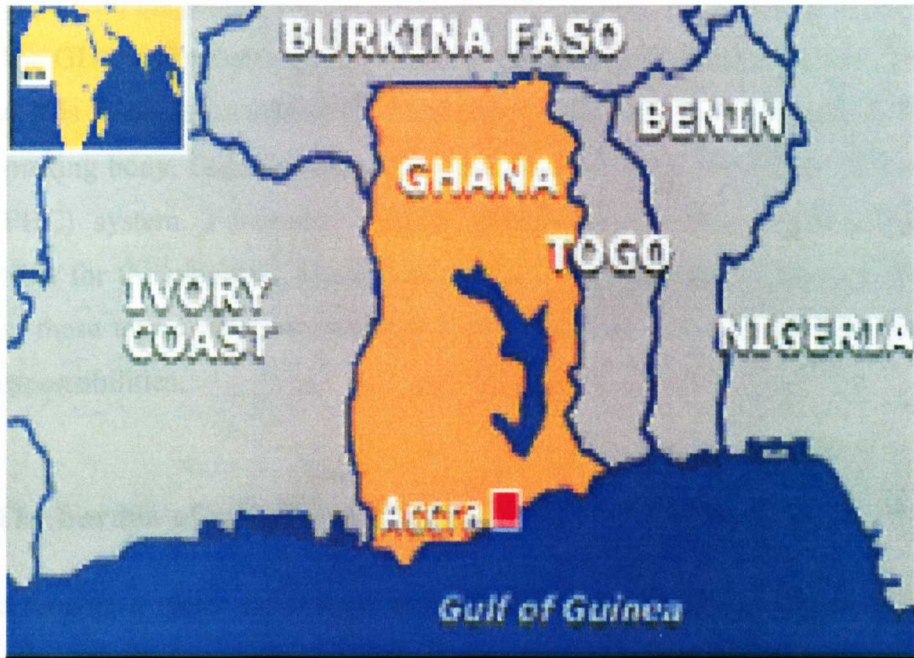 BURKINA FASO
BENIN
GHANA
TOGO
IVORY
COAST
NIGERIA
Accra
Gulf of Guinea